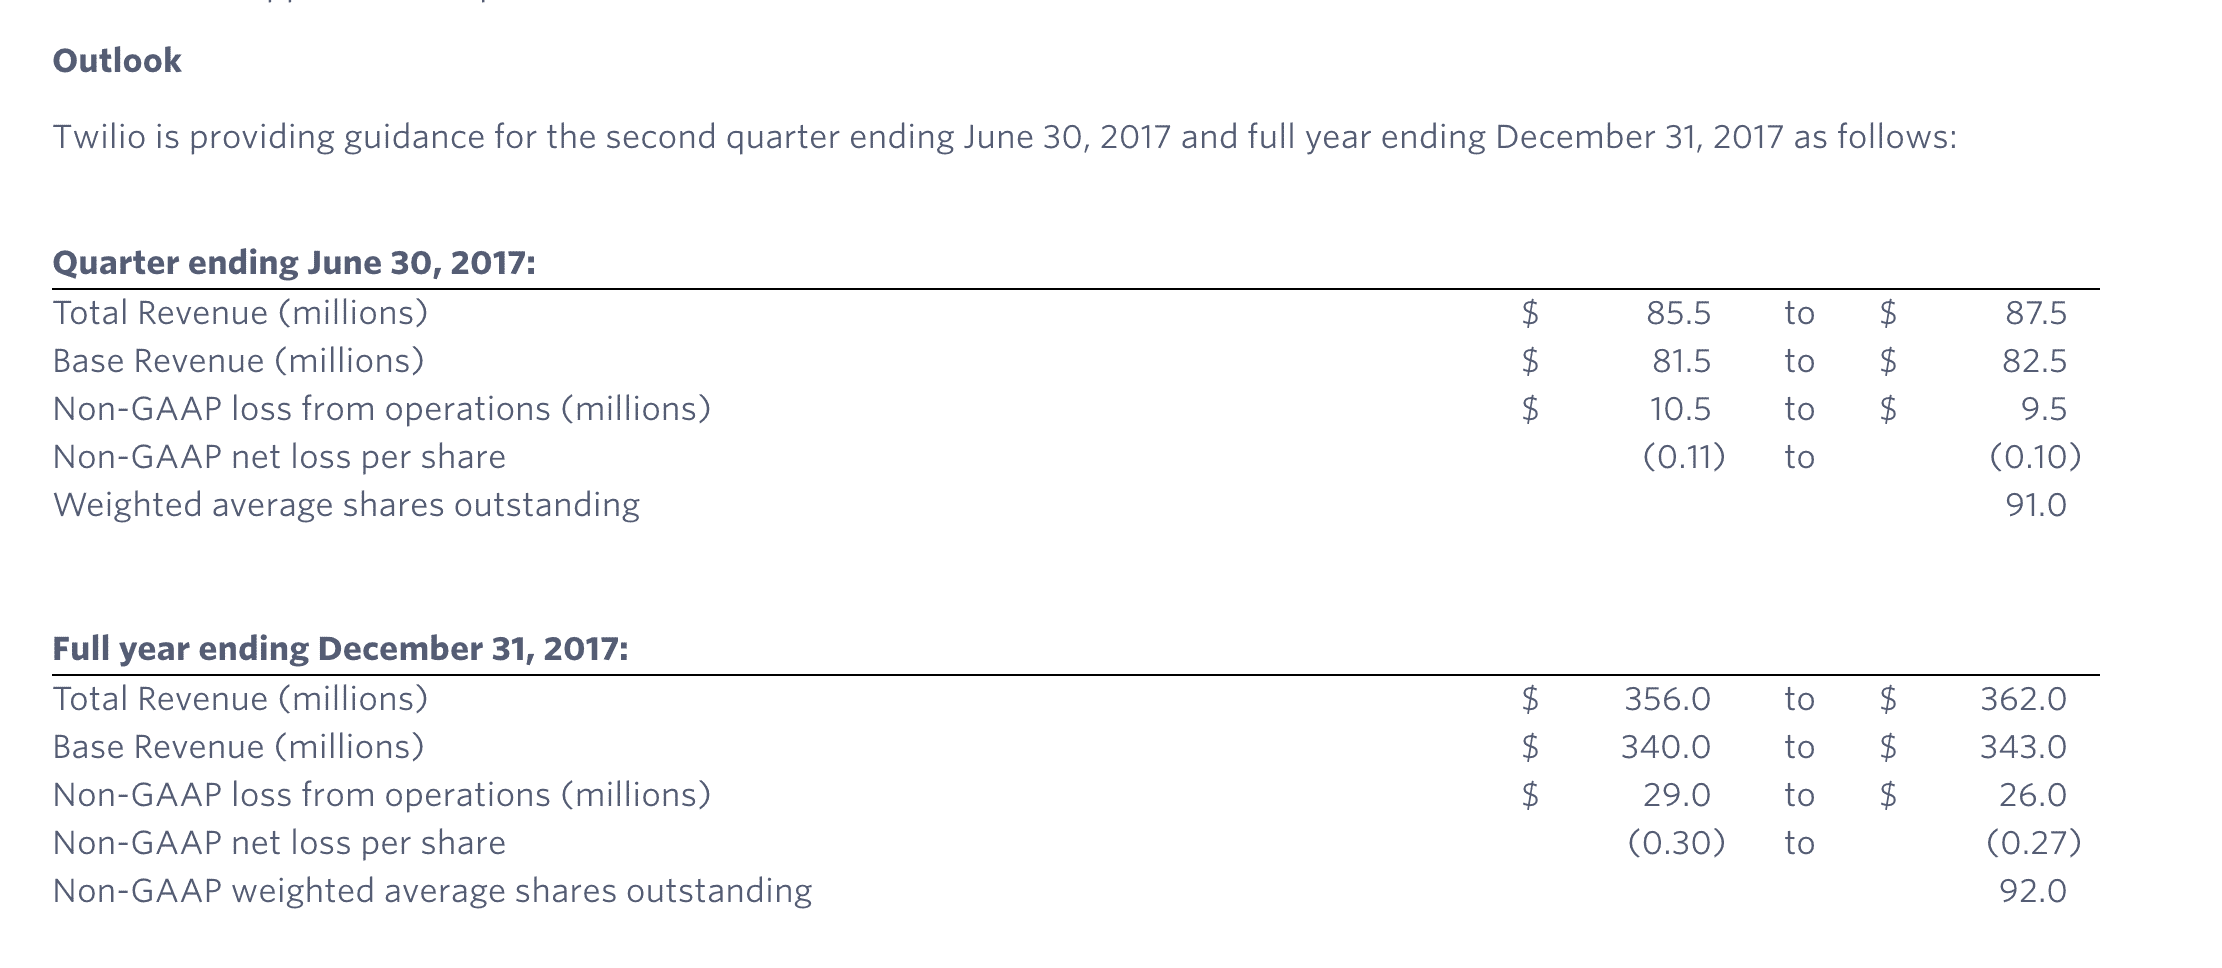 Outlook
Twilio is providing guidance for the second quarter ending June 30, 2017 and full year ending December 31, 2017 as follows:
Quarter ending June 30, 2017:
Total Revenue (millions) $ 85.5 to $ 87.5
Base Revenue (millions) $ 81.5 to $ 82.5
Non-GAAP loss from operations (millions) $ 10.5 to $ 9.5
Non-GAAP net loss per share (0.11) to (0.10)
Weighted average shares outstanding 91.0
Full year ending December 31, 2017:
Total Revenue (millions) $ 356.0 to $ 362.0
Base Revenue (millions) $ 340.0 to $ 343.0
Non-GAAP loss from operations (millions) $ 29.0 to $ 26.0
Non-GAAP net loss per share (0.30) to (0.27)
Non-GAAP weighted average shares outstanding 92.0